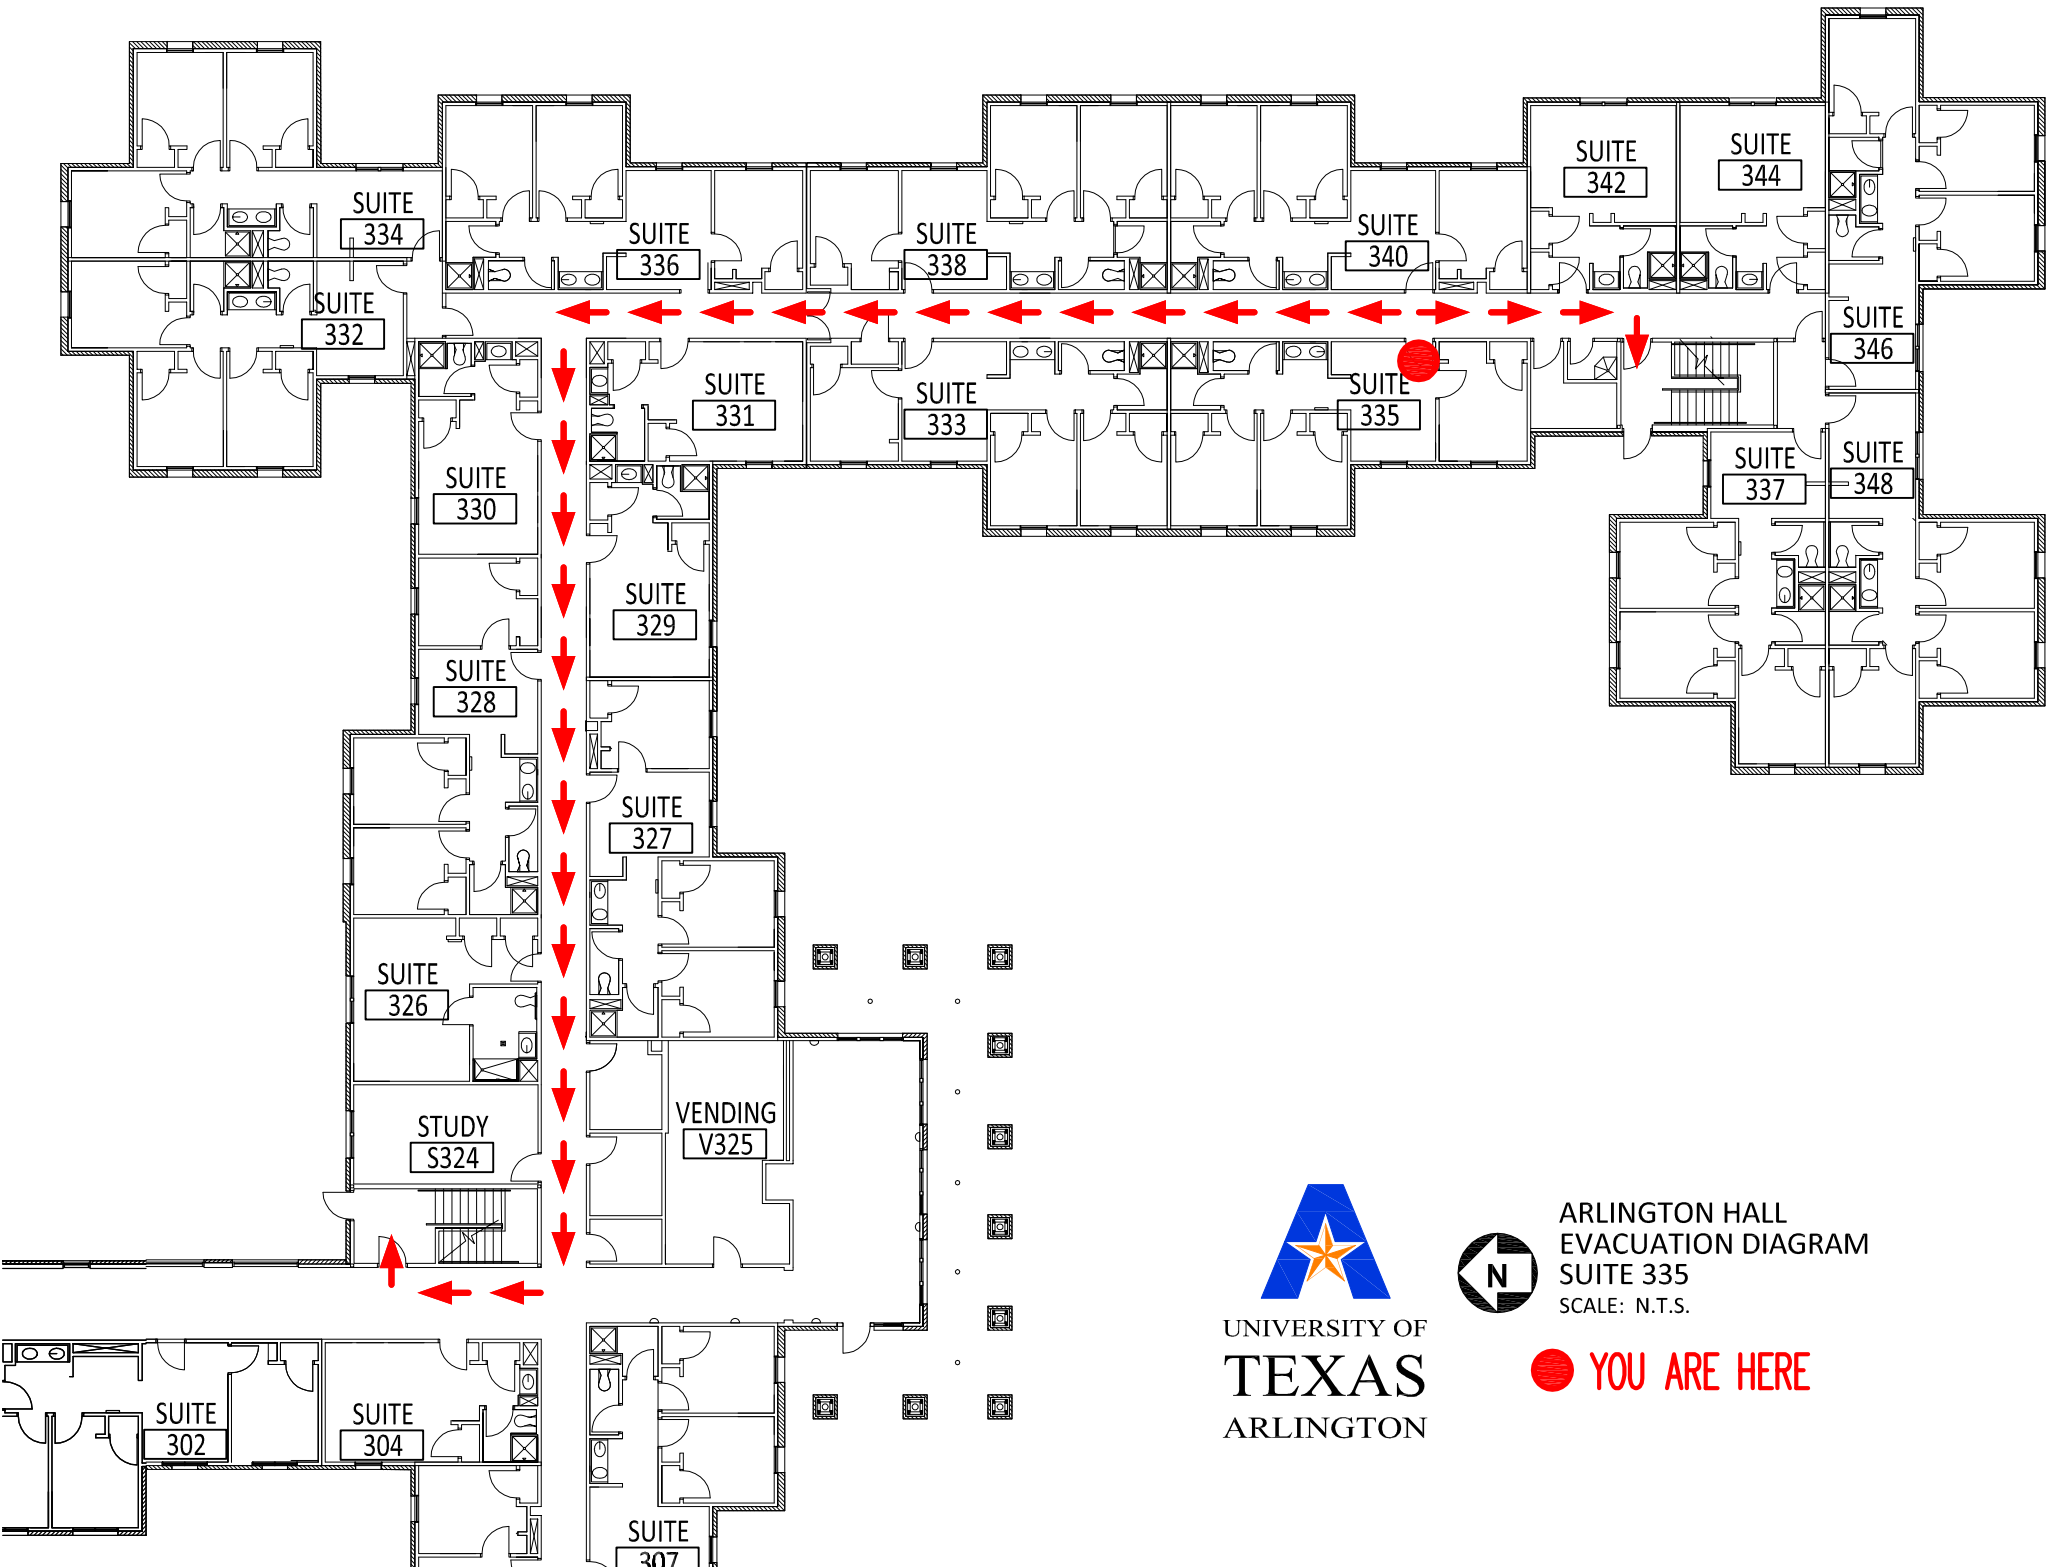 SUITE
334
SUITE
332
SUITE
336
SUITE
338
SUITE
340
SUITE
342
SUITE
344
SUITE
346
SUITE
331
SUITE
333
SUITE
335
SUITE
337
SUITE
348
SUITE
330
SUITE
329
SUITE
328
SUITE
327
SUITE
326
STUDY
S324
VENDING
V325
SUITE
302
SUITE
304
SUITE
307
UNIVERSITY OF
TEXAS
ARLINGTON
N
ARLINGTON HALL
EVACUATION DIAGRAM
SUITE 335
SCALE: N.T.S.
YOU ARE HERE